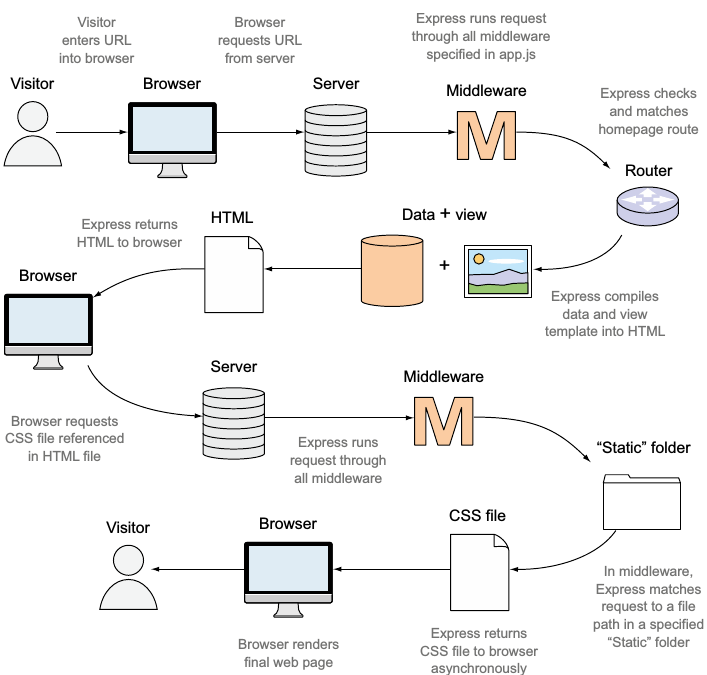 Visitor
enters URL
into browser
Browser
requests URL
from server
Express runs request
through all middleware
specified in app.js
Visitor
Browser
Server
Middleware
M
Express checks
and matches
homepage route
Router
Express returns
HTML to browser
HTML
Data + view
+
Express compiles
data and view
template into HTML
Browser
Browser requests
CSS file referenced
in HTML file
Server
Express runs
request through
all middleware
Middleware
M
“Static” folder
In middleware,
Express matches
request to a file
path in a specified
“Static” folder
CSS file
Express returns
CSS file to browser
asynchronously
Browser
Browser renders
final web page
Visitor